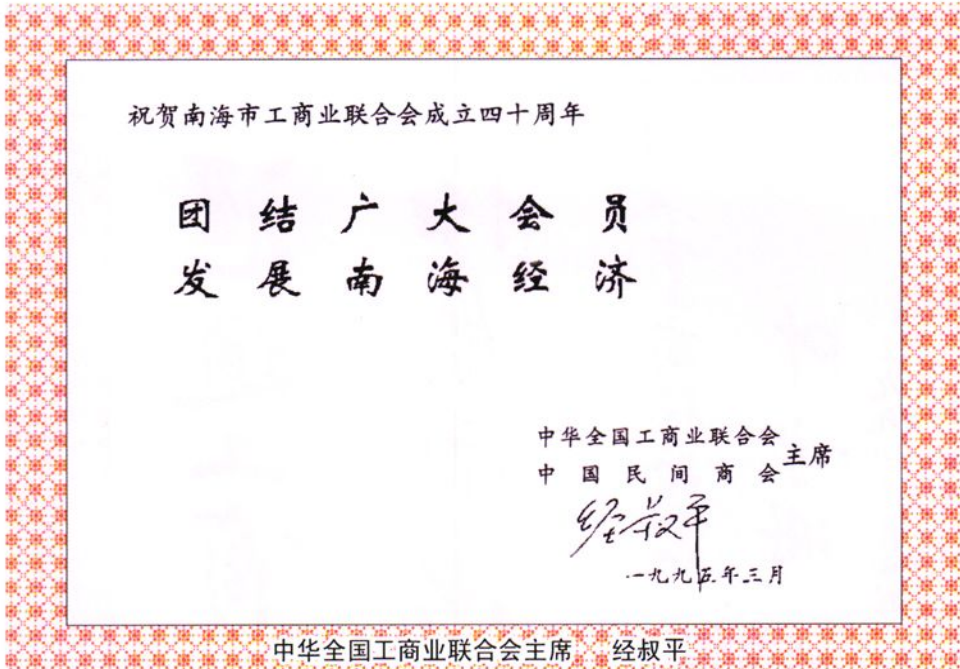 祝贺南海市工商业联合会成立四十周年
团结广大会员
发展南海经济
中华全国工商业联合会
中国民间商会
主席
经叔平
一九九五年三月
中华全国工商业联合会主席 经叔平